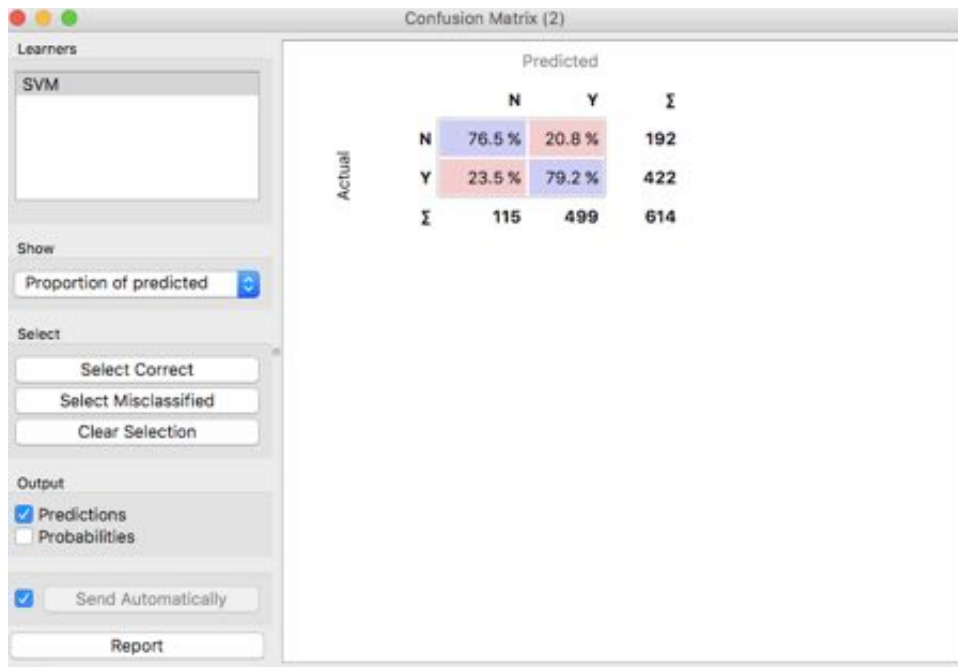 Confusion Matrix (2)
Learners
SVM
Show
Proportion of predicted
Select
Select Correct
Select Misclassified
Clear Selection
Output
Predictions
Probabilities
Send Automatically
Report
Predicted
N Y Σ
Actual
N 76.5 % 20.8 % 192
Y 23.5 % 79.2 % 422
Σ 115 499 614